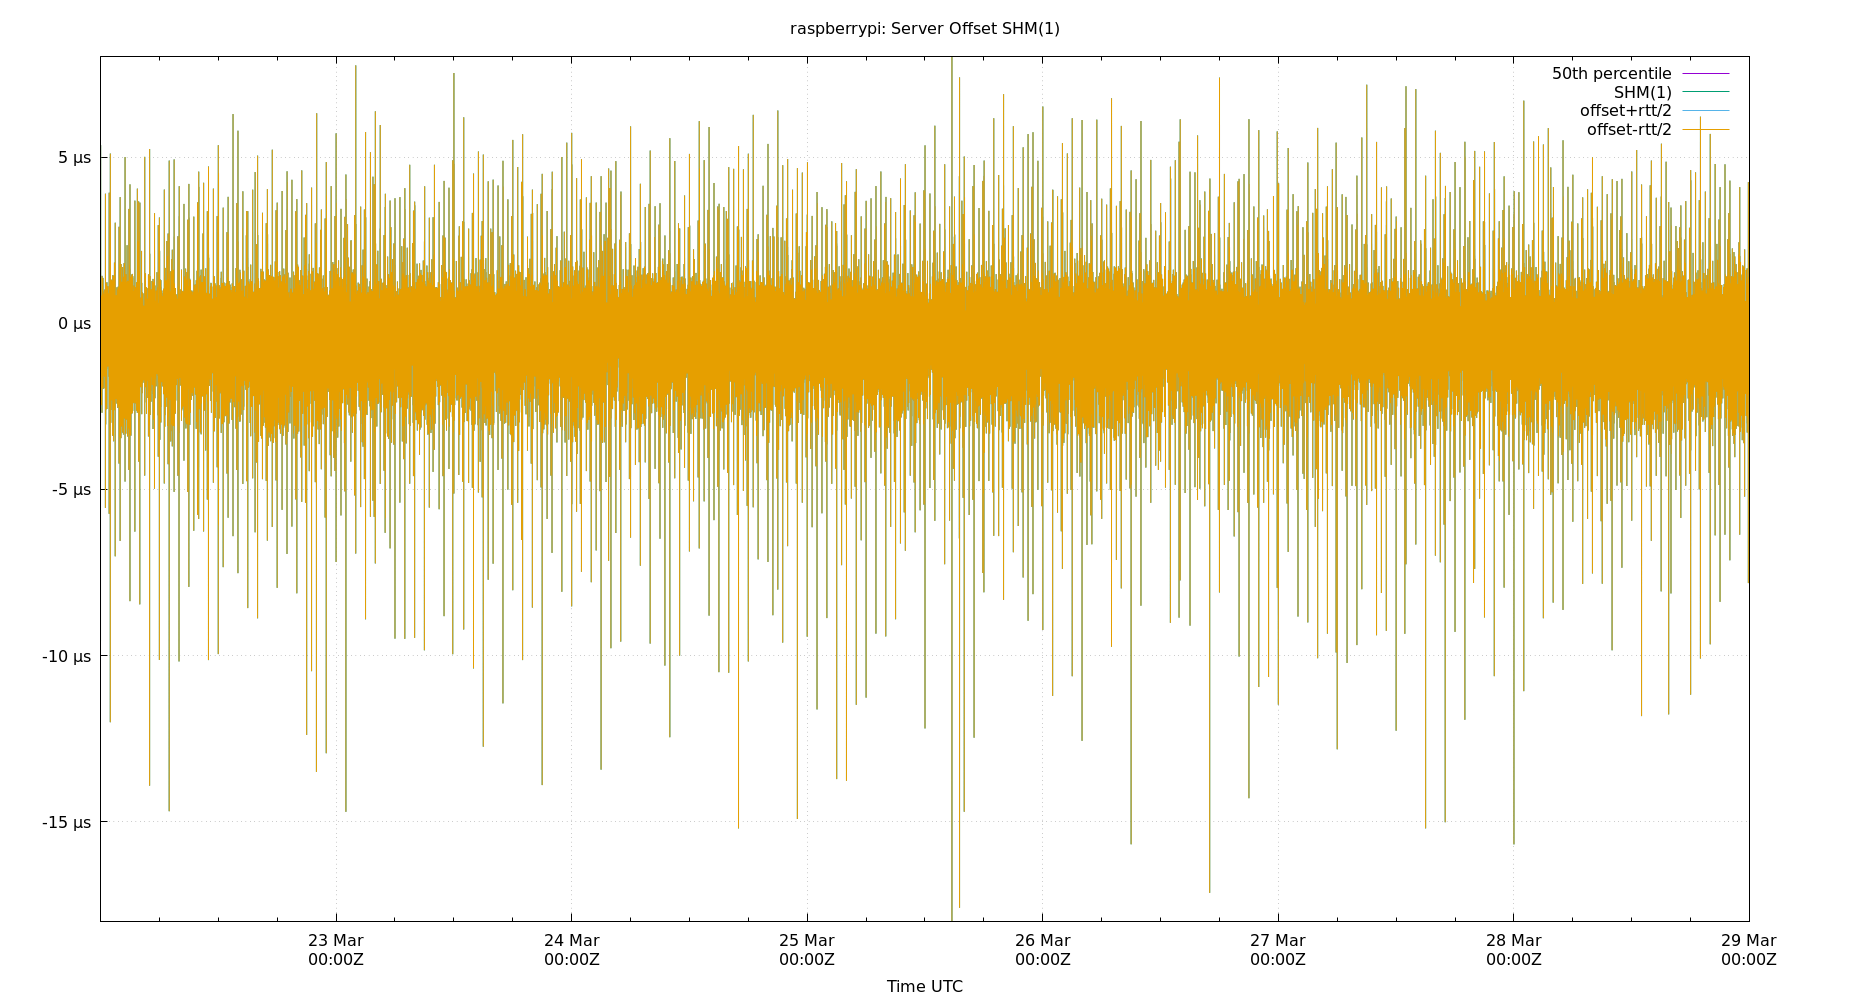 raspberrypi: Server Offset SHM(1)
50th percentile
SHM(1)
offset+rtt/2
offset-rtt/2
5 µs
0 µs
-5 µs
-10 µs
-15 µs
23 Mar 24 Mar 25 Mar 26 Mar 27 Mar 28 Mar 29 Mar
00:00Z 00:00Z 00:00Z 00:00Z 00:00Z 00:00Z 00:00Z
Time UTC